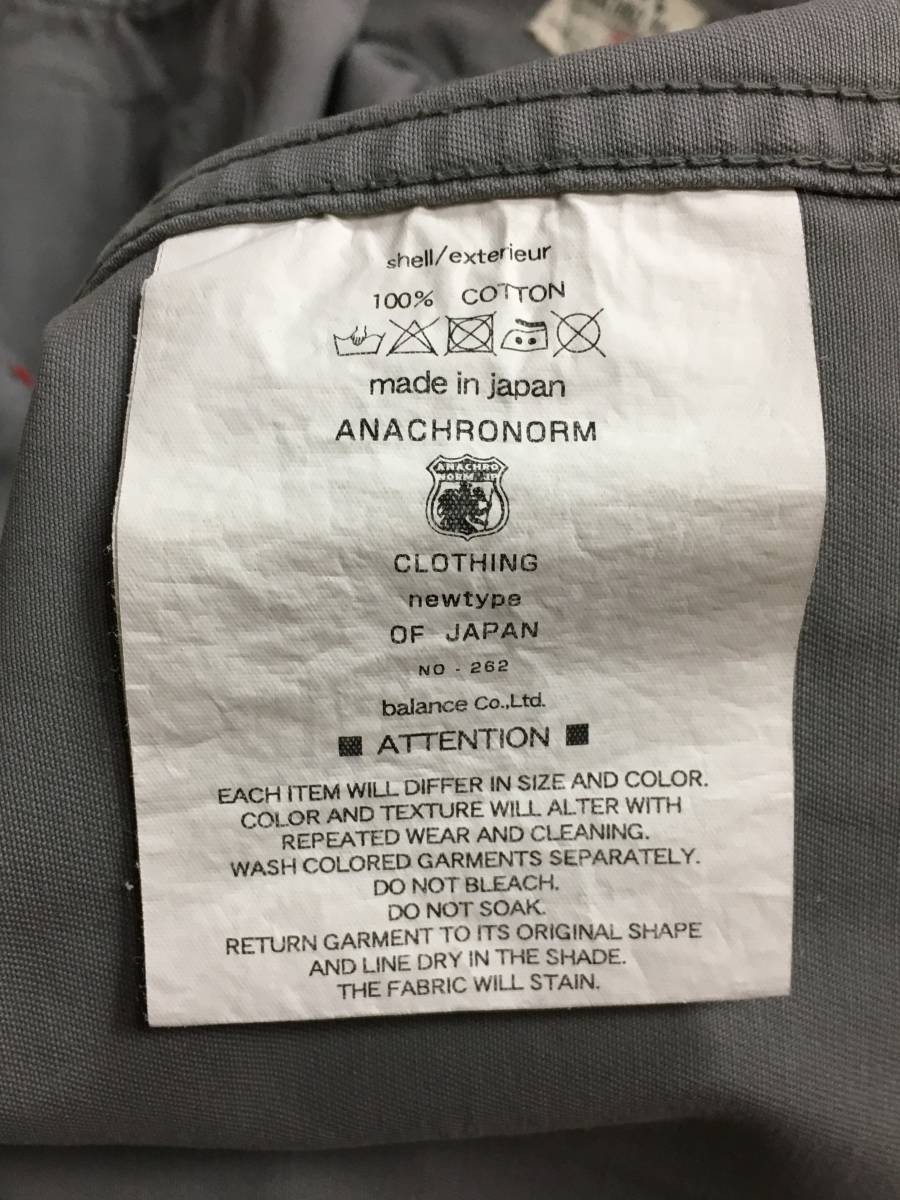 shell/exterieur
100% COTTON
made in japan
ANACHRONORM
ANACHRO
NORM
CLOTHING
newtype
OF JAPAN
NO - 262
balance Co.,Ltd.
ATTENTION
EACH ITEM WILL DIFFER IN SIZE AND COLOR.
COLOR AND TEXTURE WILL ALTER WITH
REPEATED WEAR AND CLEANING.
WASH COLORED GARMENTS SEPARATELY.
DO NOT BLEACH.
DO NOT SOAK.
RETURN GARMENT TO ITS ORIGINAL SHAPE
AND LINE DRY IN THE SHADE.
THE FABRIC WILL STAIN.